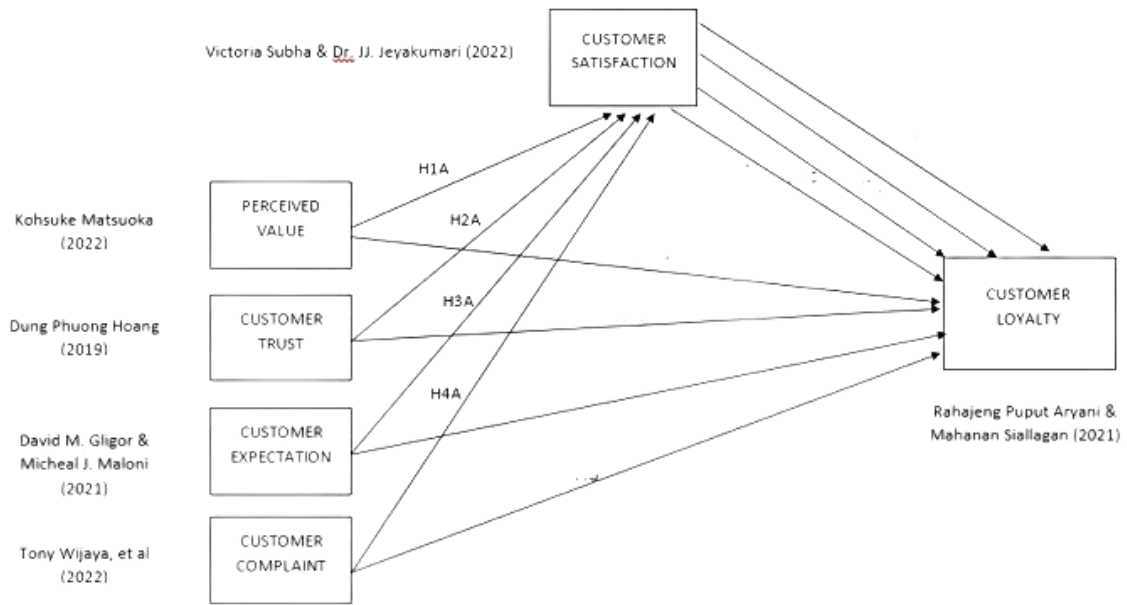 Victoria Subha & Dr. JJ. Jeyakumari (2022)
CUSTOMER
SATISFACTION
H1A
Kohsuke Matsuoka
(2022)
PERCEIVED
VALUE
H2A
Dung Phuong Hoang
(2019)
CUSTOMER
TRUST
H3A
CUSTOMER
LOYALTY
H4A
Rahajeng Puput Aryani &
Mahanan Siallagan (2021)
David M. Gligor &
Micheal J. Maloni
(2021)
CUSTOMER
EXPECTATION
Tony Wijaya, et al
(2022)
CUSTOMER
COMPLAINT